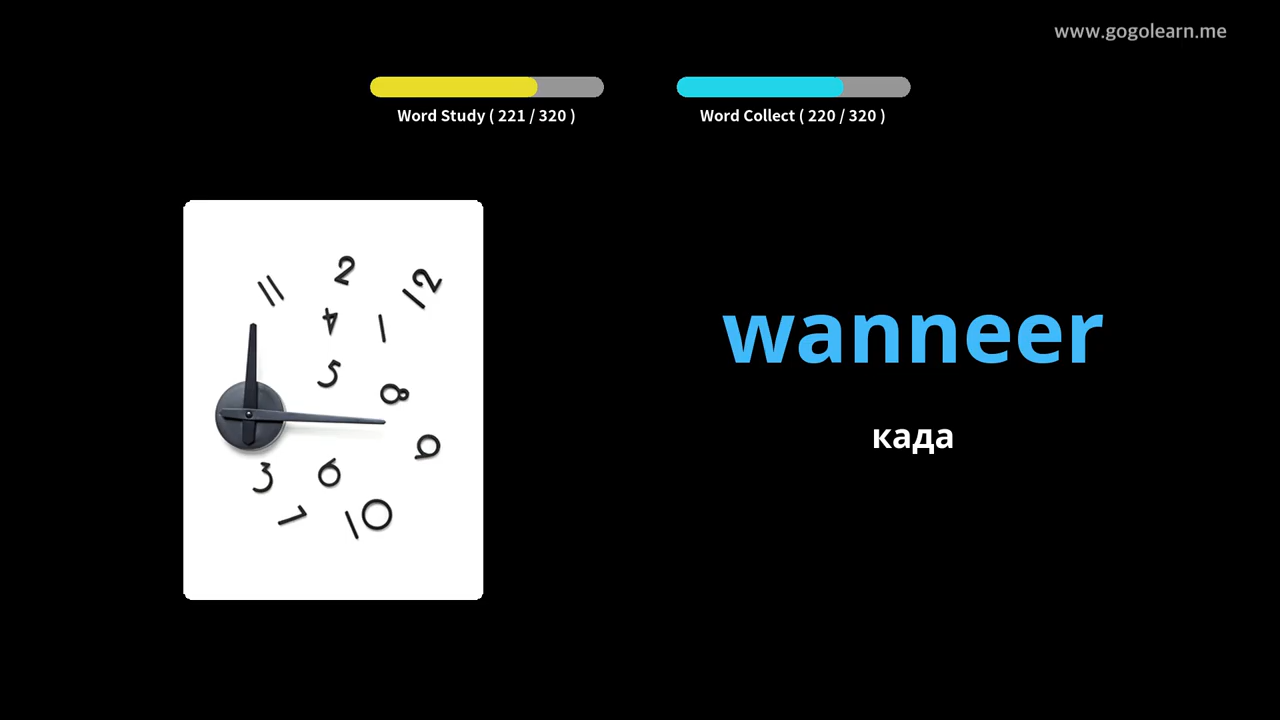 www.gogolearn.me
Word Study ( 221 / 320 )
Word Collect ( 220 / 320 )
11
2
12
4
1
5
8
9
3
6
7
10
wanneer
када